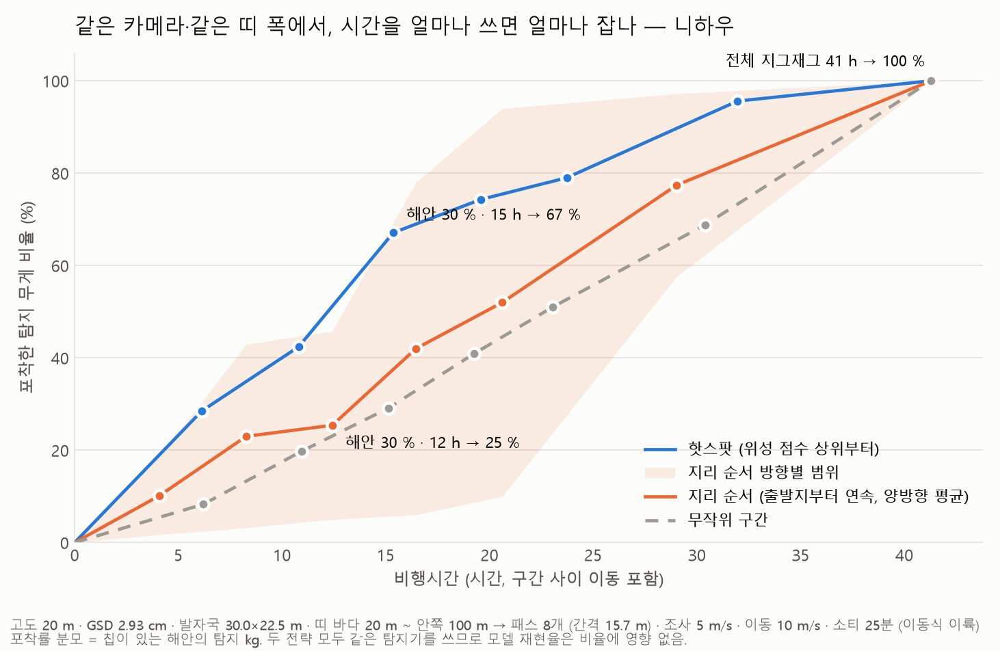 같은 카메라·같은 띠 폭에서, 시간을 얼마나 쓰면 얼마나 잡나 — 니하우
전체 지그재그 41 h → 100 %
100
80
60
40
20
0
포착한 탐지 무게 비율 (%)
해안 30 % · 15 h → 67 %
해안 30 % · 12 h → 25 %
핫스팟 (위성 점수 상위부터)
지리 순서 방향별 범위
지리 순서 (출발지부터 연속, 양방향 평균)
무작위 구간
0 5 10 15 20 25 30 35 40
비행시간 (시간, 구간 사이 이동 포함)
고도 20 m · GSD 2.93 cm · 발자국 30.0×22.5 m · 띠 바다 20 m ~ 안쪽 100 m → 패스 8개 (간격 15.7 m) · 조사 5 m/s · 이동 10 m/s · 소티 25분 (이동식 이륙)
포착률 분모 = 칩이 있는 해안의 탐지 kg. 두 전략 모두 같은 탐지기를 쓰므로 모델 재현율은 비율에 영향 없음.